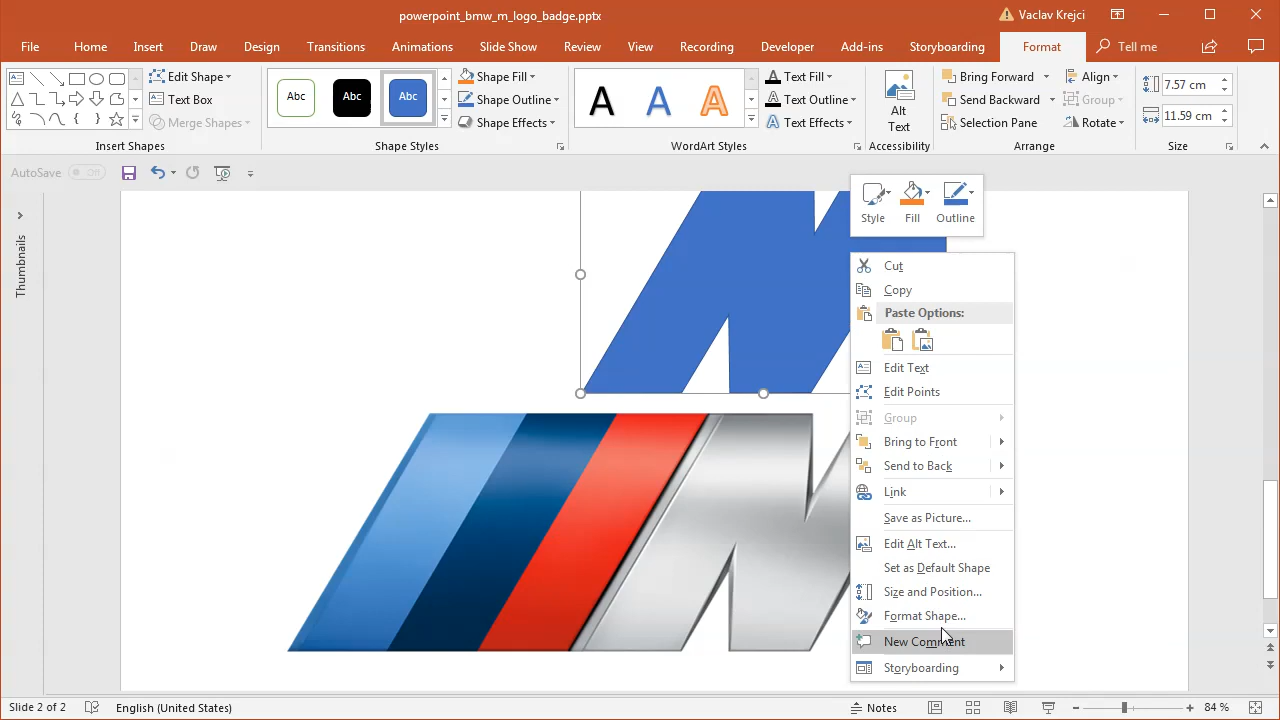 powerpoint_bmw_m_logo_badge.pptx
Vaclav Krejci
File Home Insert Draw Design Transitions Animations Slide Show Review View Recording Developer Add-ins Storyboarding Format Tell me
Edit Shape
Text Box
Merge Shapes
Insert Shapes
Abc Abc Abc
Shape Fill
Shape Outline
Shape Effects
Shape Styles
A A A
Text Fill
Text Outline
Text Effects
WordArt Styles
Alt
Text
Accessibility
Bring Forward
Send Backward
Selection Pane
Align
Group
Rotate
Arrange
7.57 cm
11.59 cm
Size
AutoSave Off
Thumbnails
Style Fill Outline
Cut
Copy
Paste Options:
Edit Text
Edit Points
Group
Bring to Front
Send to Back
Link
Save as Picture...
Edit Alt Text...
Set as Default Shape
Size and Position...
Format Shape...
New Comment
Storyboarding
Slide 2 of 2 English (United States) Notes 84 %